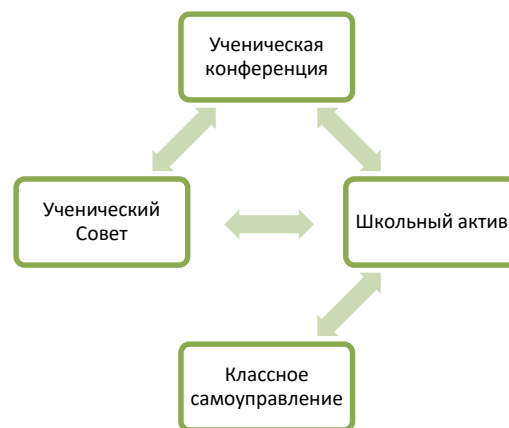 Ученическая
конференция
Ученический
Совет
Школьный актив
Классное
самоуправление